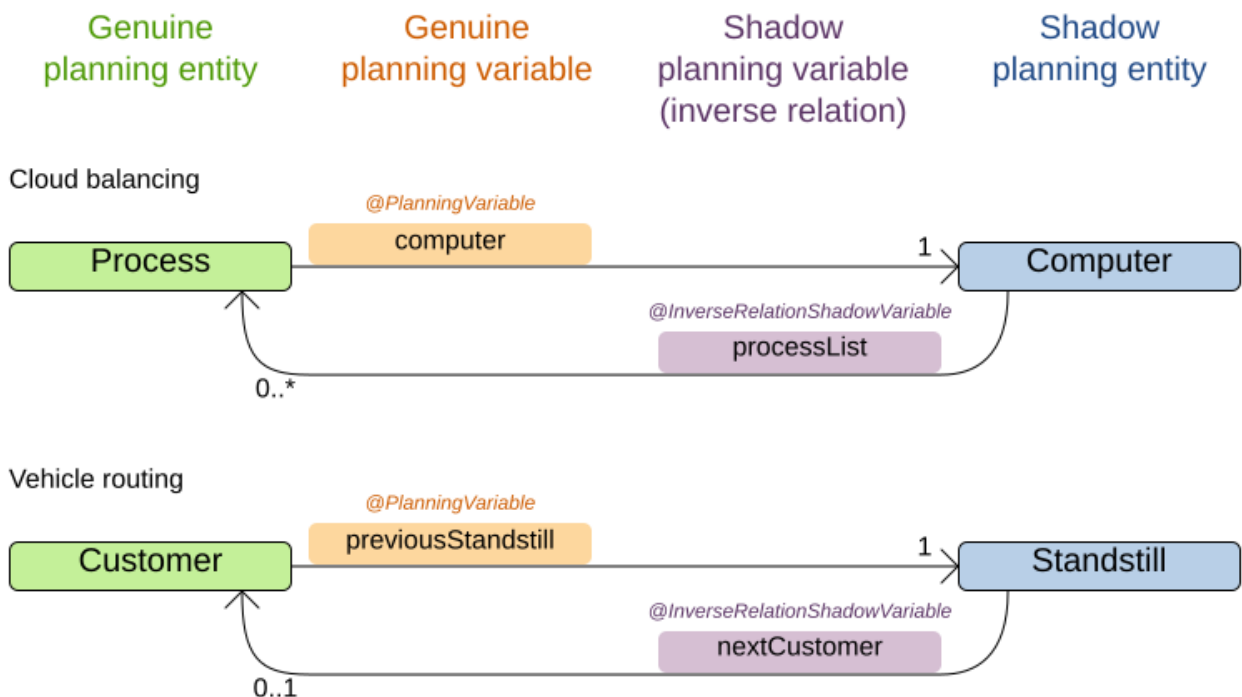 Genuine
planning entity
Genuine
planning variable
Shadow
planning variable
(inverse relation)
Shadow
planning entity
Cloud balancing
@PlanningVariable
computer
Process
1
Computer
@InverseRelationShadowVariable
processList
0..*
Vehicle routing
@PlanningVariable
previousStandstill
Customer
1
Standstill
@InverseRelationShadowVariable
nextCustomer
0..1